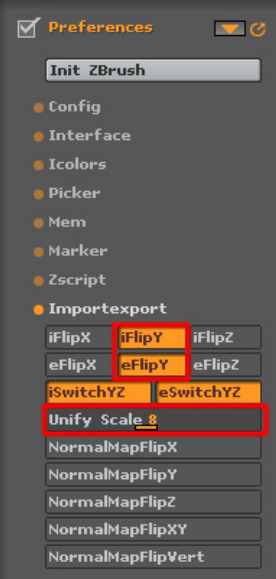 Preferences
Init ZBrush
Config
Interface
Icolors
Picker
Mem
Marker
Zscript
Importexport
iFlipX iFlipY iFlipZ
eFlipX eFlipY eFlipZ
iSwitchYZ eSwitchYZ
Unify Scale 8
NormalMapFlipX
NormalMapFlipY
NormalMapFlipZ
NormalMapFlipXY
NormalMapFlipVert